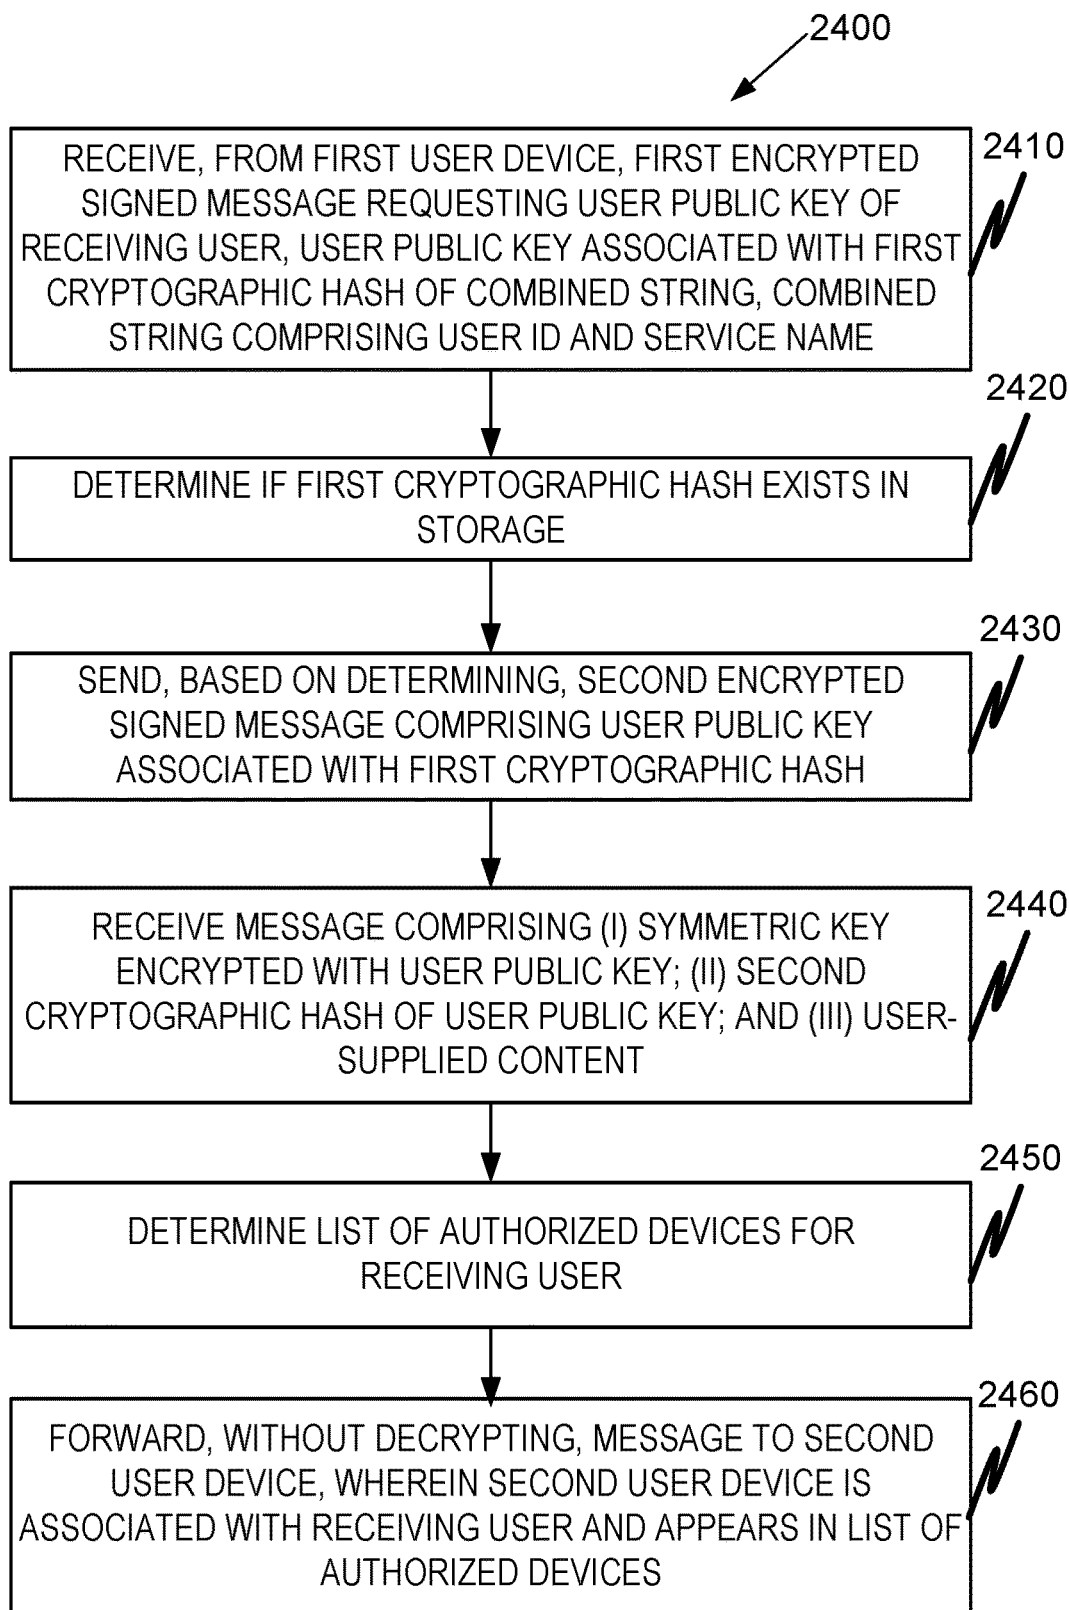 2400
2410
RECEIVE, FROM FIRST USER DEVICE, FIRST ENCRYPTED
SIGNED MESSAGE REQUESTING USER PUBLIC KEY OF
RECEIVING USER, USER PUBLIC KEY ASSOCIATED WITH FIRST
CRYPTOGRAPHIC HASH OF COMBINED STRING, COMBINED
STRING COMPRISING USER ID AND SERVICE NAME
2420
DETERMINE IF FIRST CRYPTOGRAPHIC HASH EXISTS IN
STORAGE
2430
SEND, BASED ON DETERMINING, SECOND ENCRYPTED
SIGNED MESSAGE COMPRISING USER PUBLIC KEY
ASSOCIATED WITH FIRST CRYPTOGRAPHIC HASH
2440
RECEIVE MESSAGE COMPRISING (I) SYMMETRIC KEY
ENCRYPTED WITH USER PUBLIC KEY; (II) SECOND
CRYPTOGRAPHIC HASH OF USER PUBLIC KEY; AND (III) USER-
SUPPLIED CONTENT
2450
DETERMINE LIST OF AUTHORIZED DEVICES FOR
RECEIVING USER
2460
FORWARD, WITHOUT DECRYPTING, MESSAGE TO SECOND
USER DEVICE, WHEREIN SECOND USER DEVICE IS
ASSOCIATED WITH RECEIVING USER AND APPEARS IN LIST OF
AUTHORIZED DEVICES